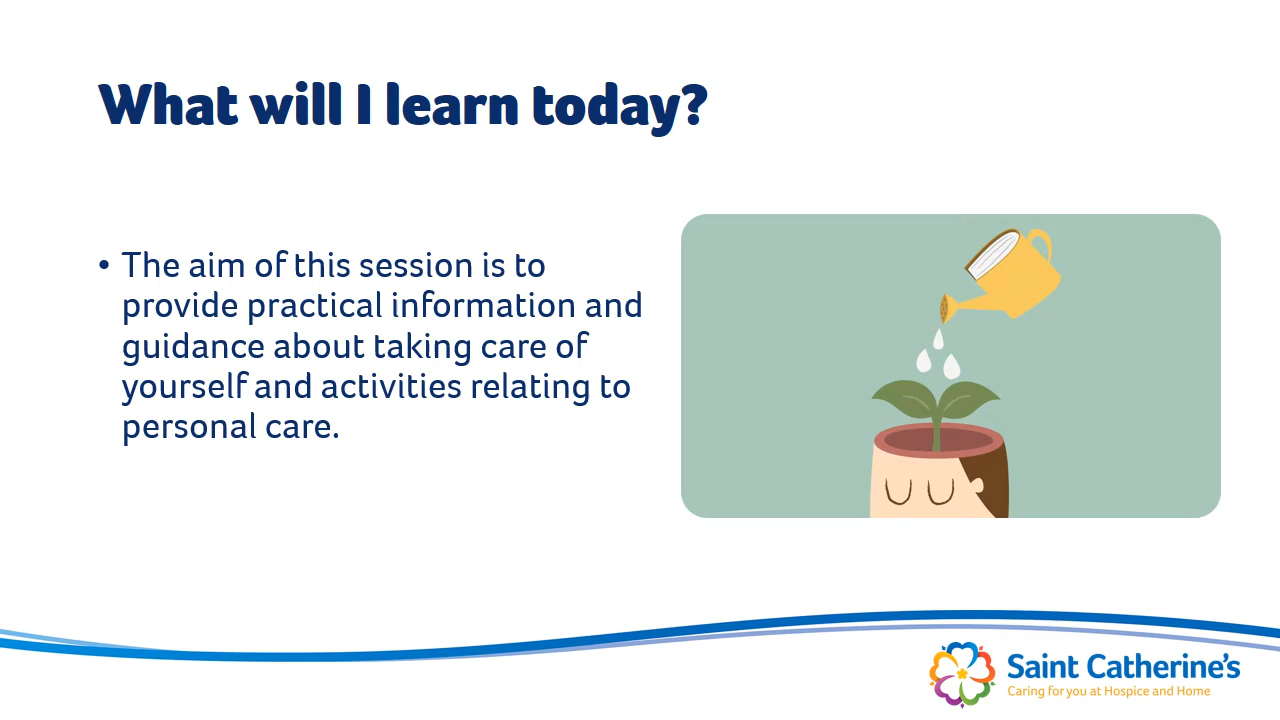 What will I learn today?
• The aim of this session is to
provide practical information and
guidance about taking care of
yourself and activities relating to
personal care.
Saint Catherine's
Caring for you at Hospice and Home